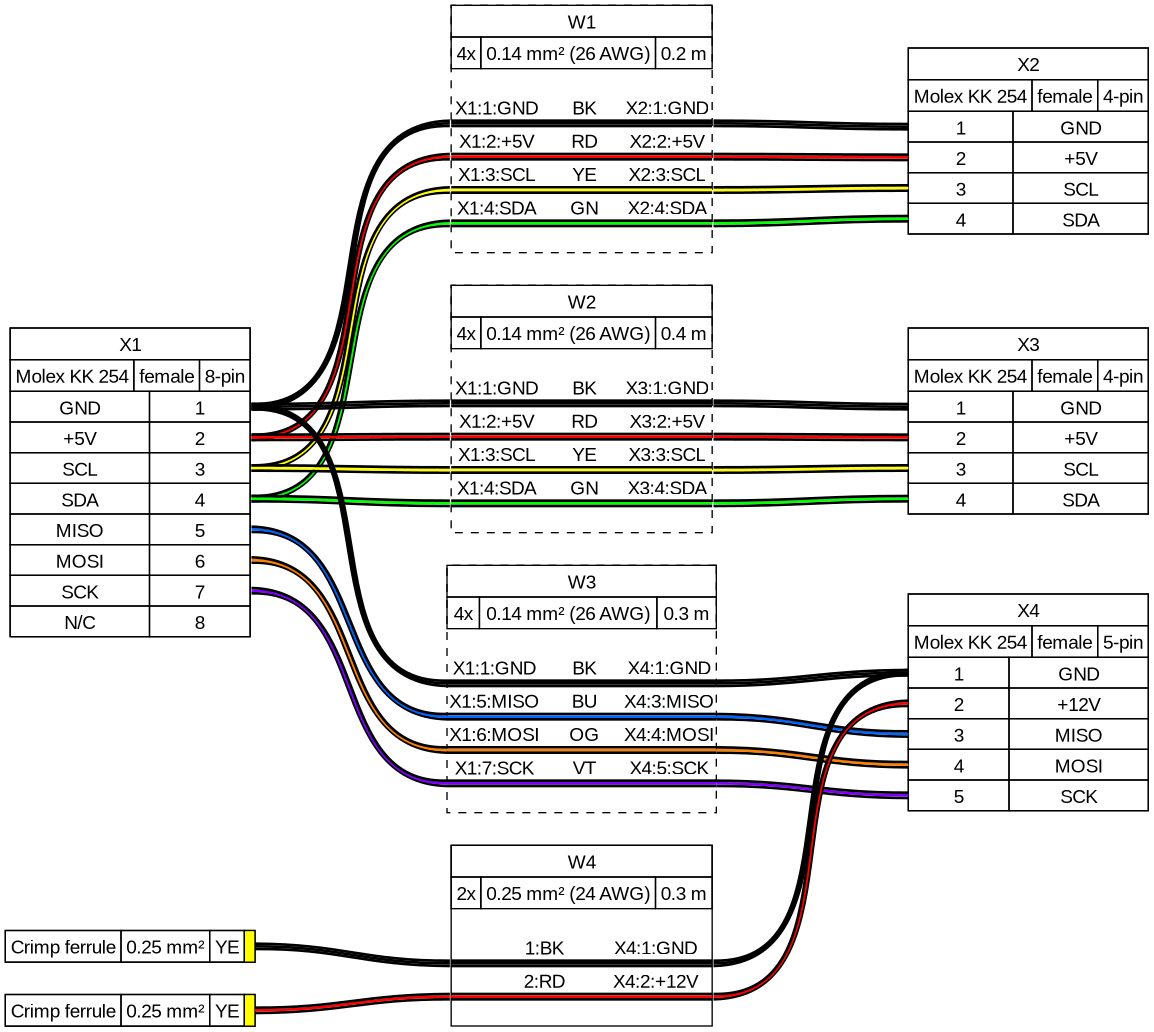 W1
4x 0.14 mm² (26 AWG) 0.2 m
X1:1:GND BK X2:1:GND
X1:2:+5V RD X2:2:+5V
X1:3:SCL YE X2:3:SCL
X1:4:SDA GN X2:4:SDA
X2
Molex KK 254 female 4-pin
1 GND
2 +5V
3 SCL
4 SDA
W2
4x 0.14 mm² (26 AWG) 0.4 m
X1:1:GND BK X3:1:GND
X1:2:+5V RD X3:2:+5V
X1:3:SCL YE X3:3:SCL
X1:4:SDA GN X3:4:SDA
X1
Molex KK 254 female 8-pin
GND 1
+5V 2
SCL 3
SDA 4
MISO 5
MOSI 6
SCK 7
N/C 8
X3
Molex KK 254 female 4-pin
1 GND
2 +5V
3 SCL
4 SDA
W3
4x 0.14 mm² (26 AWG) 0.3 m
X1:1:GND BK X4:1:GND
X1:5:MISO BU X4:3:MISO
X1:6:MOSI OG X4:4:MOSI
X1:7:SCK VT X4:5:SCK
X4
Molex KK 254 female 5-pin
1 GND
2 +12V
3 MISO
4 MOSI
5 SCK
W4
2x 0.25 mm² (24 AWG) 0.3 m
1:BK X4:1:GND
2:RD X4:2:+12V
Crimp ferrule 0.25 mm² YE
Crimp ferrule 0.25 mm² YE